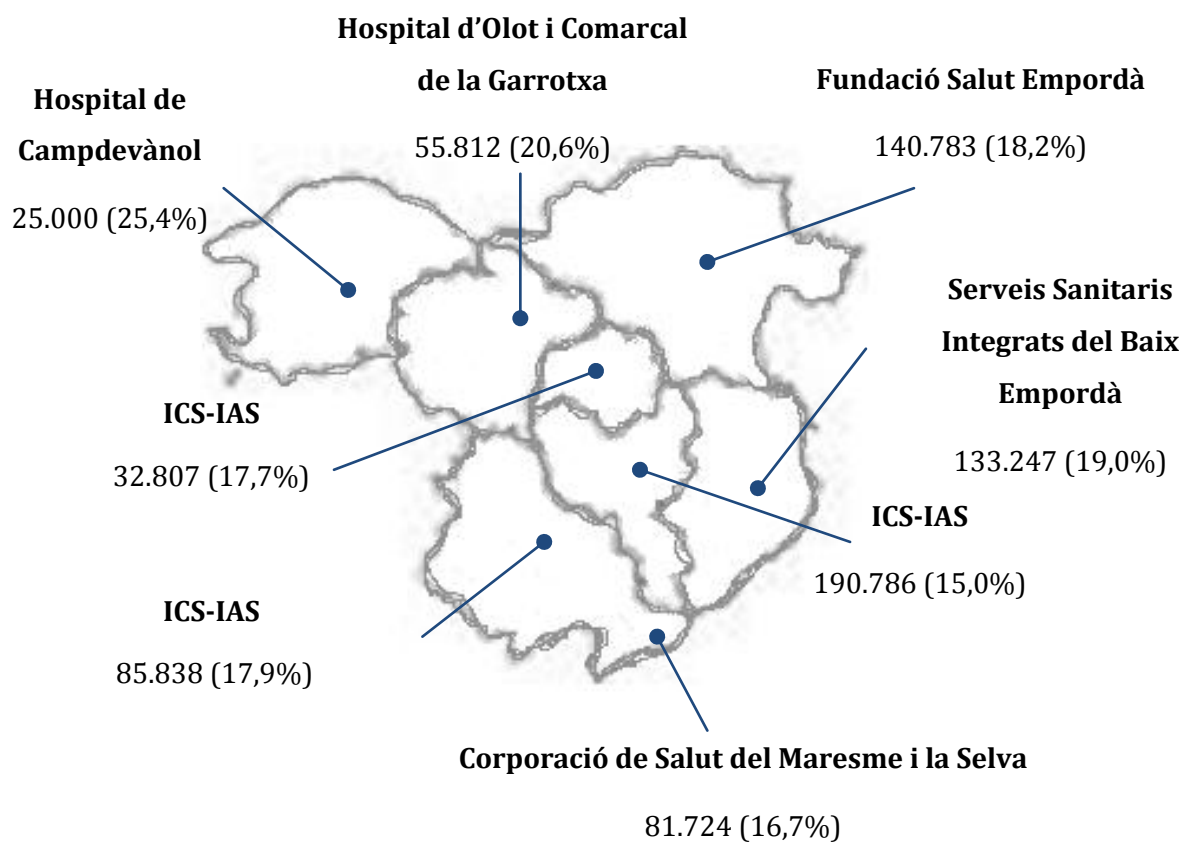 Hospital d’Olot i Comarcal
de la Garrotxa
55.812 (20,6%)
Fundació Salut Empordà
140.783 (18,2%)
Hospital de
Campdevànol
25.000 (25,4%)
Serveis Sanitaris
Integrats del Baix
Empordà
133.247 (19,0%)
ICS-IAS
32.807 (17,7%)
ICS-IAS
190.786 (15,0%)
ICS-IAS
85.838 (17,9%)
Corporació de Salut del Maresme i la Selva
81.724 (16,7%)